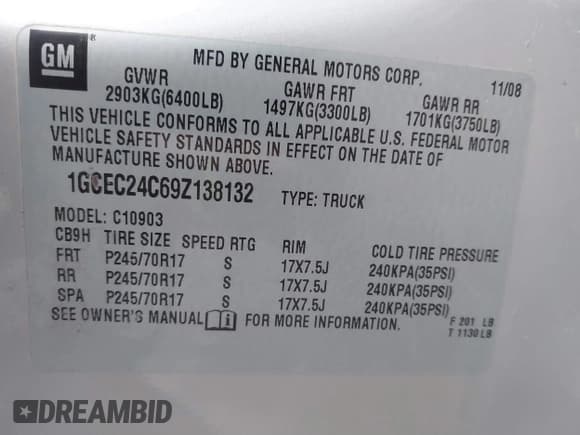 GM
MFD BY GENERAL MOTORS CORP. 11/08
GVWR GAWR FRT GAWR RR
2903KG(6400LB) 1497KG(3300LB) 1701KG(3750LB)
THIS VEHICLE CONFORMS TO ALL APPLICABLE U.S. FEDERAL MOTOR
VEHICLE SAFETY STANDARDS IN EFFECT ON THE DATE OF
MANUFACTURE SHOWN ABOVE.
1GCEC24C69Z138132 TYPE: TRUCK
MODEL: C10903
CB9H TIRE SIZE SPEED RTG RIM COLD TIRE PRESSURE
FRT P245/70R17 S 17X7.5J 240KPA(35PSI)
RR P245/70R17 S 17X7.5J 240KPA(35PSI)
SPA P245/70R17 S 17X7.5J 240KPA(35PSI)
SEE OWNER'S MANUAL FOR MORE INFORMATION.
F 201 LB
T 1130 LB
DREAMBID